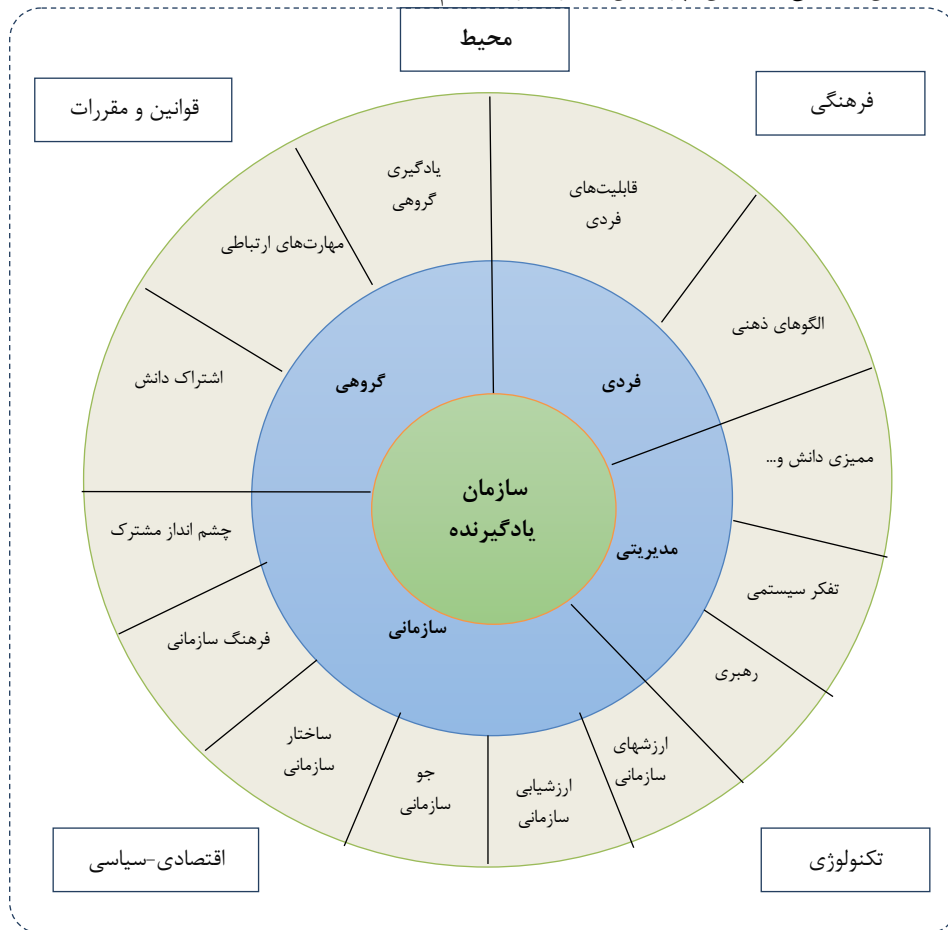 محیط
فرهنگی
قوانین و مقررات
یادگیری
گروهی
قابلیت‌های
فردی
مهارت‌های ارتباطی
الگوهای ذهنی
اشتراک دانش
گروهی
فردی
ممیزی دانش و...
سازمان
یادگیرنده
چشم انداز مشترک
مدیریتی
تفکر سیستمی
سازمانی
فرهنگ سازمانی
رهبری
ساختار
سازمانی
جو
سازمانی
ارزشیابی
سازمانی
ارزشهای
سازمانی
تکنولوژی
اقتصادی-سیاسی